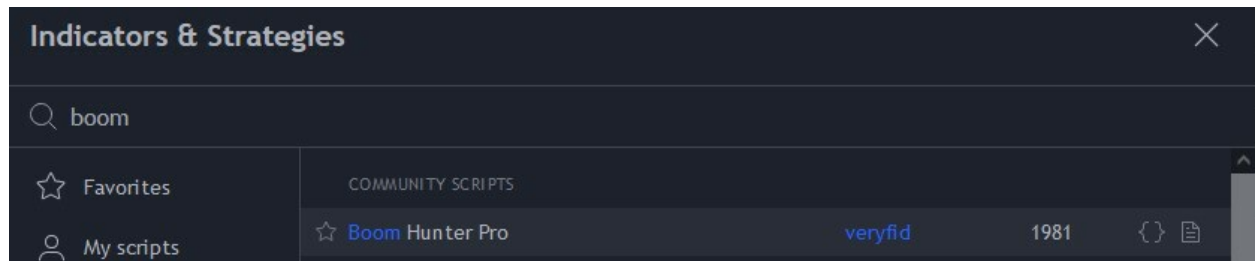 Indicators & Strategies
boom
Favorites
COMMUNITY SCRIPTS
Boom Hunter Pro veryfid 1981 {}
My scripts